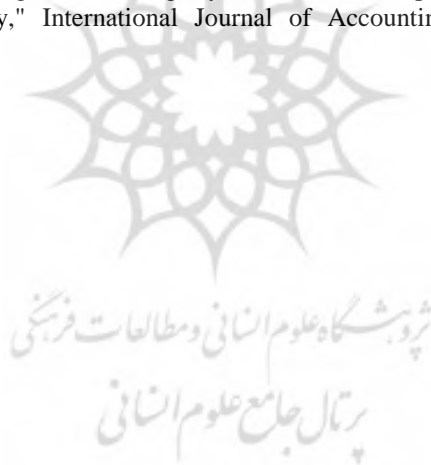 y," International Journal of Accountin
پژوهشگاه علوم انسانی و مطالعات فرهنگی
پرتال جامع علوم انسانی